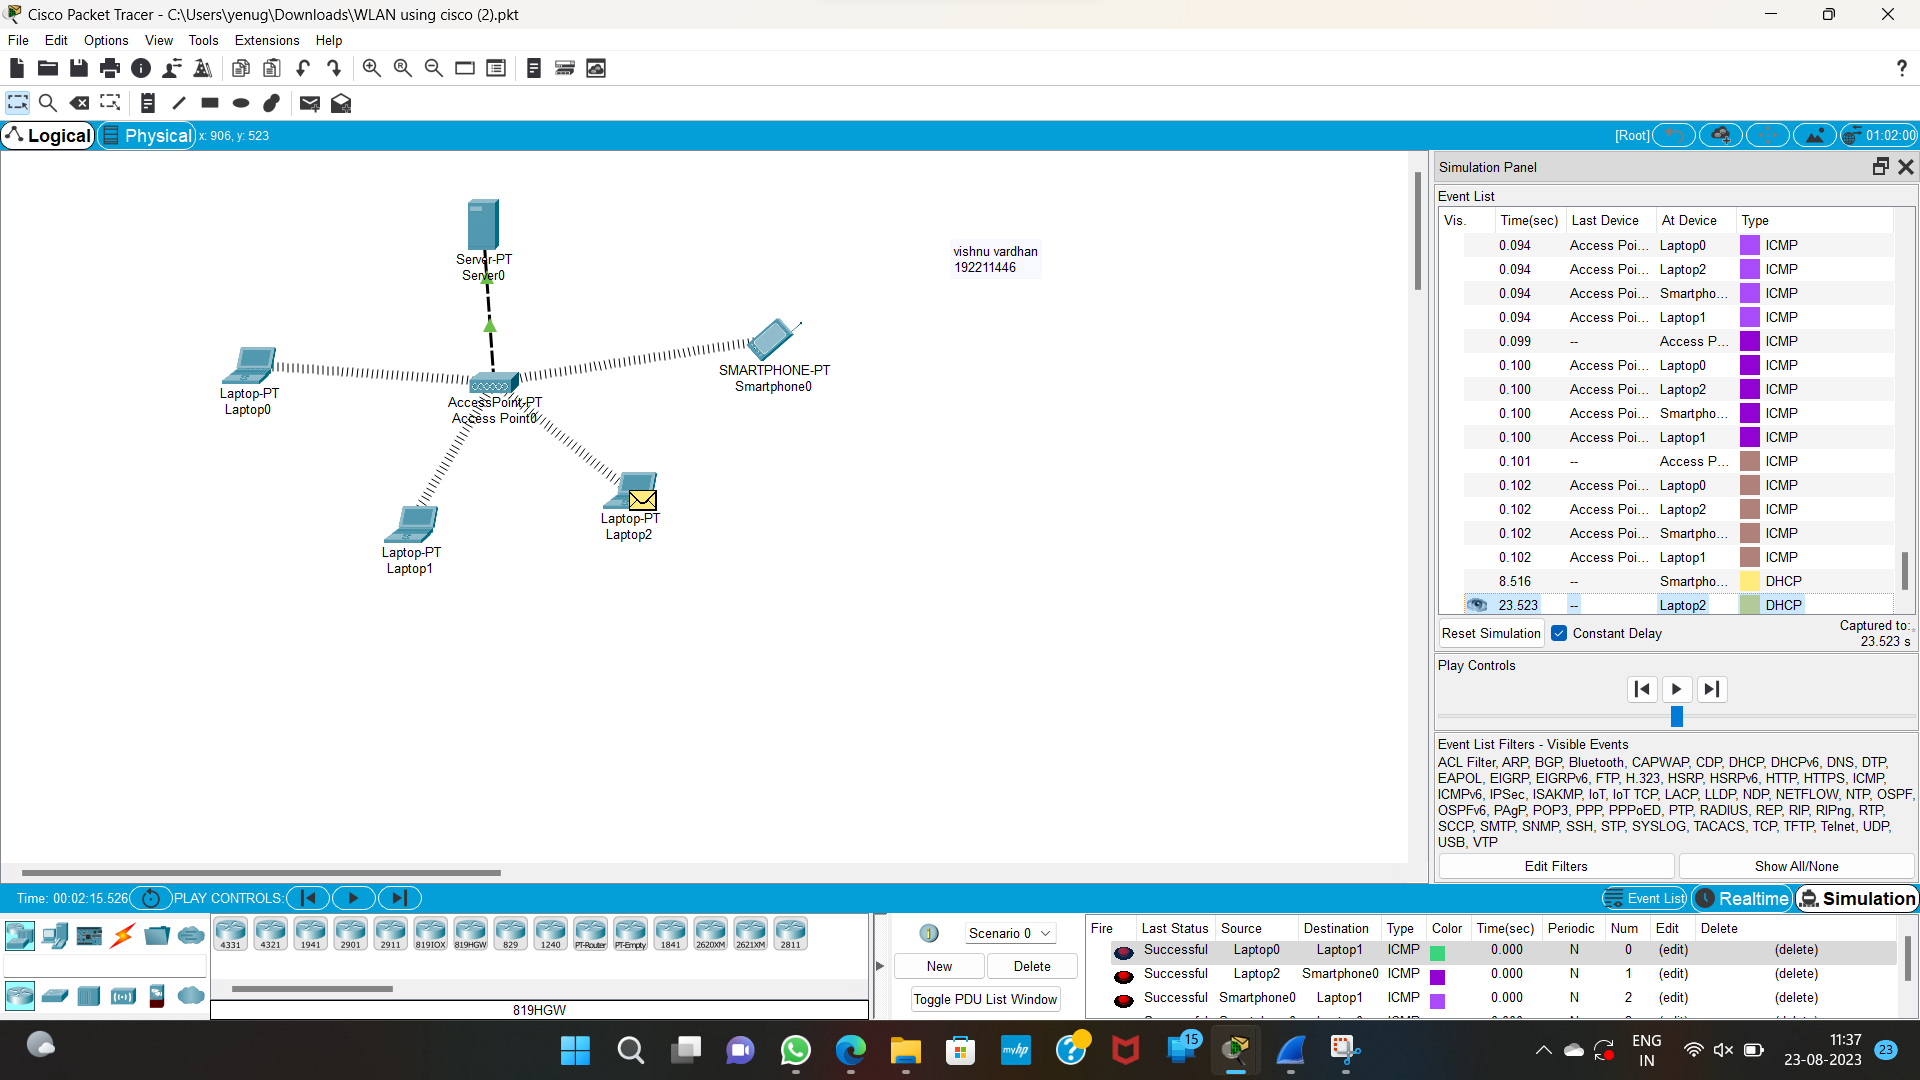 Cisco Packet Tracer - C:\Users\yenug\Downloads\WLAN using cisco (2).pkt
File Edit Options View Tools Extensions Help
Logical Physical x: 906, y: 523 [Root] 01:02:00
Server-PT
Server0
vishnu vardhan
192211446
SMARTPHONE-PT
Smartphone0
Laptop-PT
Laptop0
AccessPoint-PT
Access Point0
Laptop-PT
Laptop2
Laptop-PT
Laptop1
Simulation Panel
Event List
Vis. Time(sec) Last Device At Device Type
0.094 Access Poi... Laptop0 ICMP
0.094 Access Poi... Laptop2 ICMP
0.094 Access Poi... Smartpho... ICMP
0.094 Access Poi... Laptop1 ICMP
0.099 -- Access P... ICMP
0.100 Access Poi... Laptop0 ICMP
0.100 Access Poi... Laptop2 ICMP
0.100 Access Poi... Smartpho... ICMP
0.100 Access Poi... Laptop1 ICMP
0.101 -- Access P... ICMP
0.102 Access Poi... Laptop0 ICMP
0.102 Access Poi... Laptop2 ICMP
0.102 Access Poi... Smartpho... ICMP
0.102 Access Poi... Laptop1 ICMP
8.516 -- Smartpho... DHCP
23.523 -- Laptop2 DHCP
Reset Simulation Constant Delay Captured to:
23.523 s
Play Controls
Event List Filters - Visible Events
ACL Filter, ARP, BGP, Bluetooth, CAPWAP, CDP, DHCP, DHCPv6, DNS, DTP,
EAPOL, EIGRP, EIGRPv6, FTP, H.323, HSRP, HSRPv6, HTTP, HTTPS, ICMP,
ICMPv6, IPSec, ISAKMP, IoT, IoT TCP, LACP, LLDP, NDP, NETFLOW, NTP, OSPF,
OSPFv6, PAgP, POP3, PPP, PPPoED, PTP, RADIUS, REP, RIP, RIPng, RTP,
SCCP, SMTP, SNMP, SSH, STP, SYSLOG, TACACS, TCP, TFTP, Telnet, UDP,
USB, VTP
Edit Filters Show All/None
Time: 00:02:15.526 PLAY CONTROLS: Event List Realtime Simulation
4331 4321 1941 2901 2911 819IOX 819HGW 829 1240 PT-Router PT-Empty 1841 2620XM 2621XM 2811
819HGW
Scenario 0
New Delete
Toggle PDU List Window
Fire Last Status Source Destination Type Color Time(sec) Periodic Num Edit Delete
Successful Laptop0 Laptop1 ICMP 0.000 N 0 (edit) (delete)
Successful Laptop2 Smartphone0 ICMP 0.000 N 1 (edit) (delete)
Successful Smartphone0 Laptop1 ICMP 0.000 N 2 (edit) (delete)
myhp
15
ENG
IN
11:37
23-08-2023
23